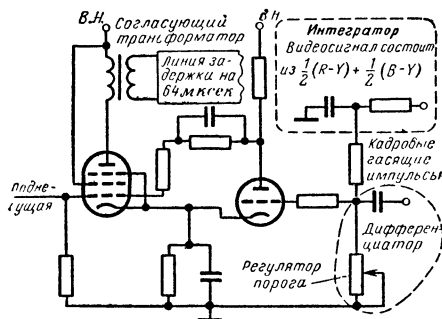 В.Н.
Согласующий
трансформатор
Линия за-
держки на
64 мксек
В.Н.
Интегратор
Видеосигнал состоит
из 1/2 (R-Y) + 1/2 (B-Y)
Кадровые
гасящие
импульсы
Подне-
сущая
Дифферен-
циатор
Регулятор
порога